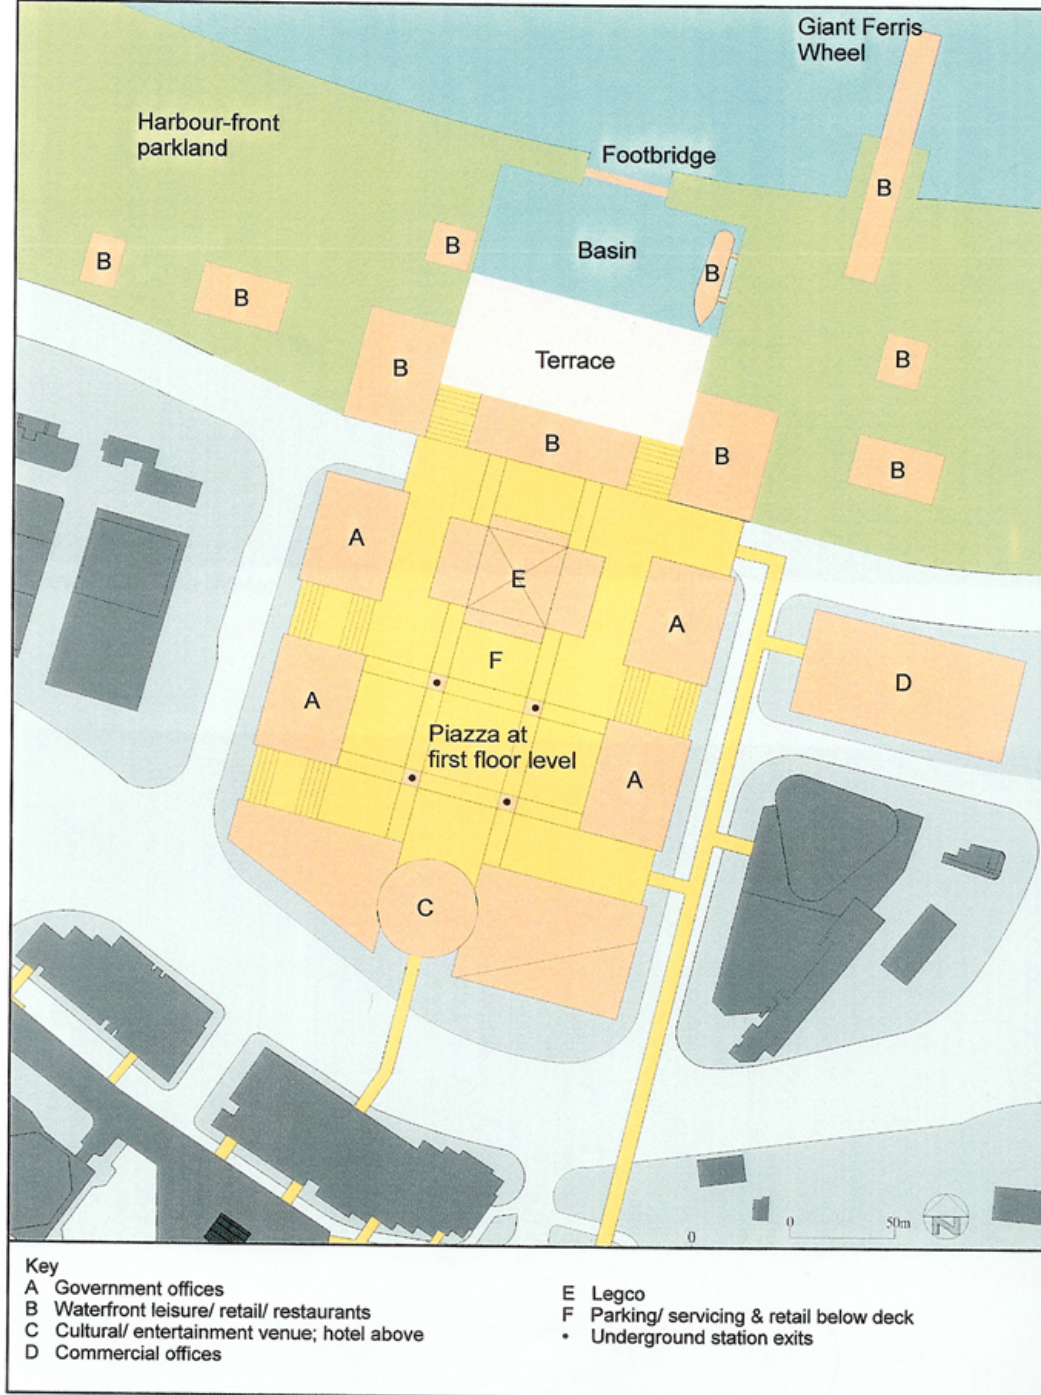 Giant Ferris
Wheel
Harbour-front
parkland
Footbridge
B
B
Basin
B
B
B
B
Terrace
B
B
B
B
B
A
E
A
F
D
A
Piazza at
first floor level
A
C
0
50m
N
0
Key
A Government offices
B Waterfront leisure/ retail/ restaurants
C Cultural/ entertainment venue; hotel above
D Commercial offices
E Legco
F Parking/ servicing & retail below deck
• Underground station exits